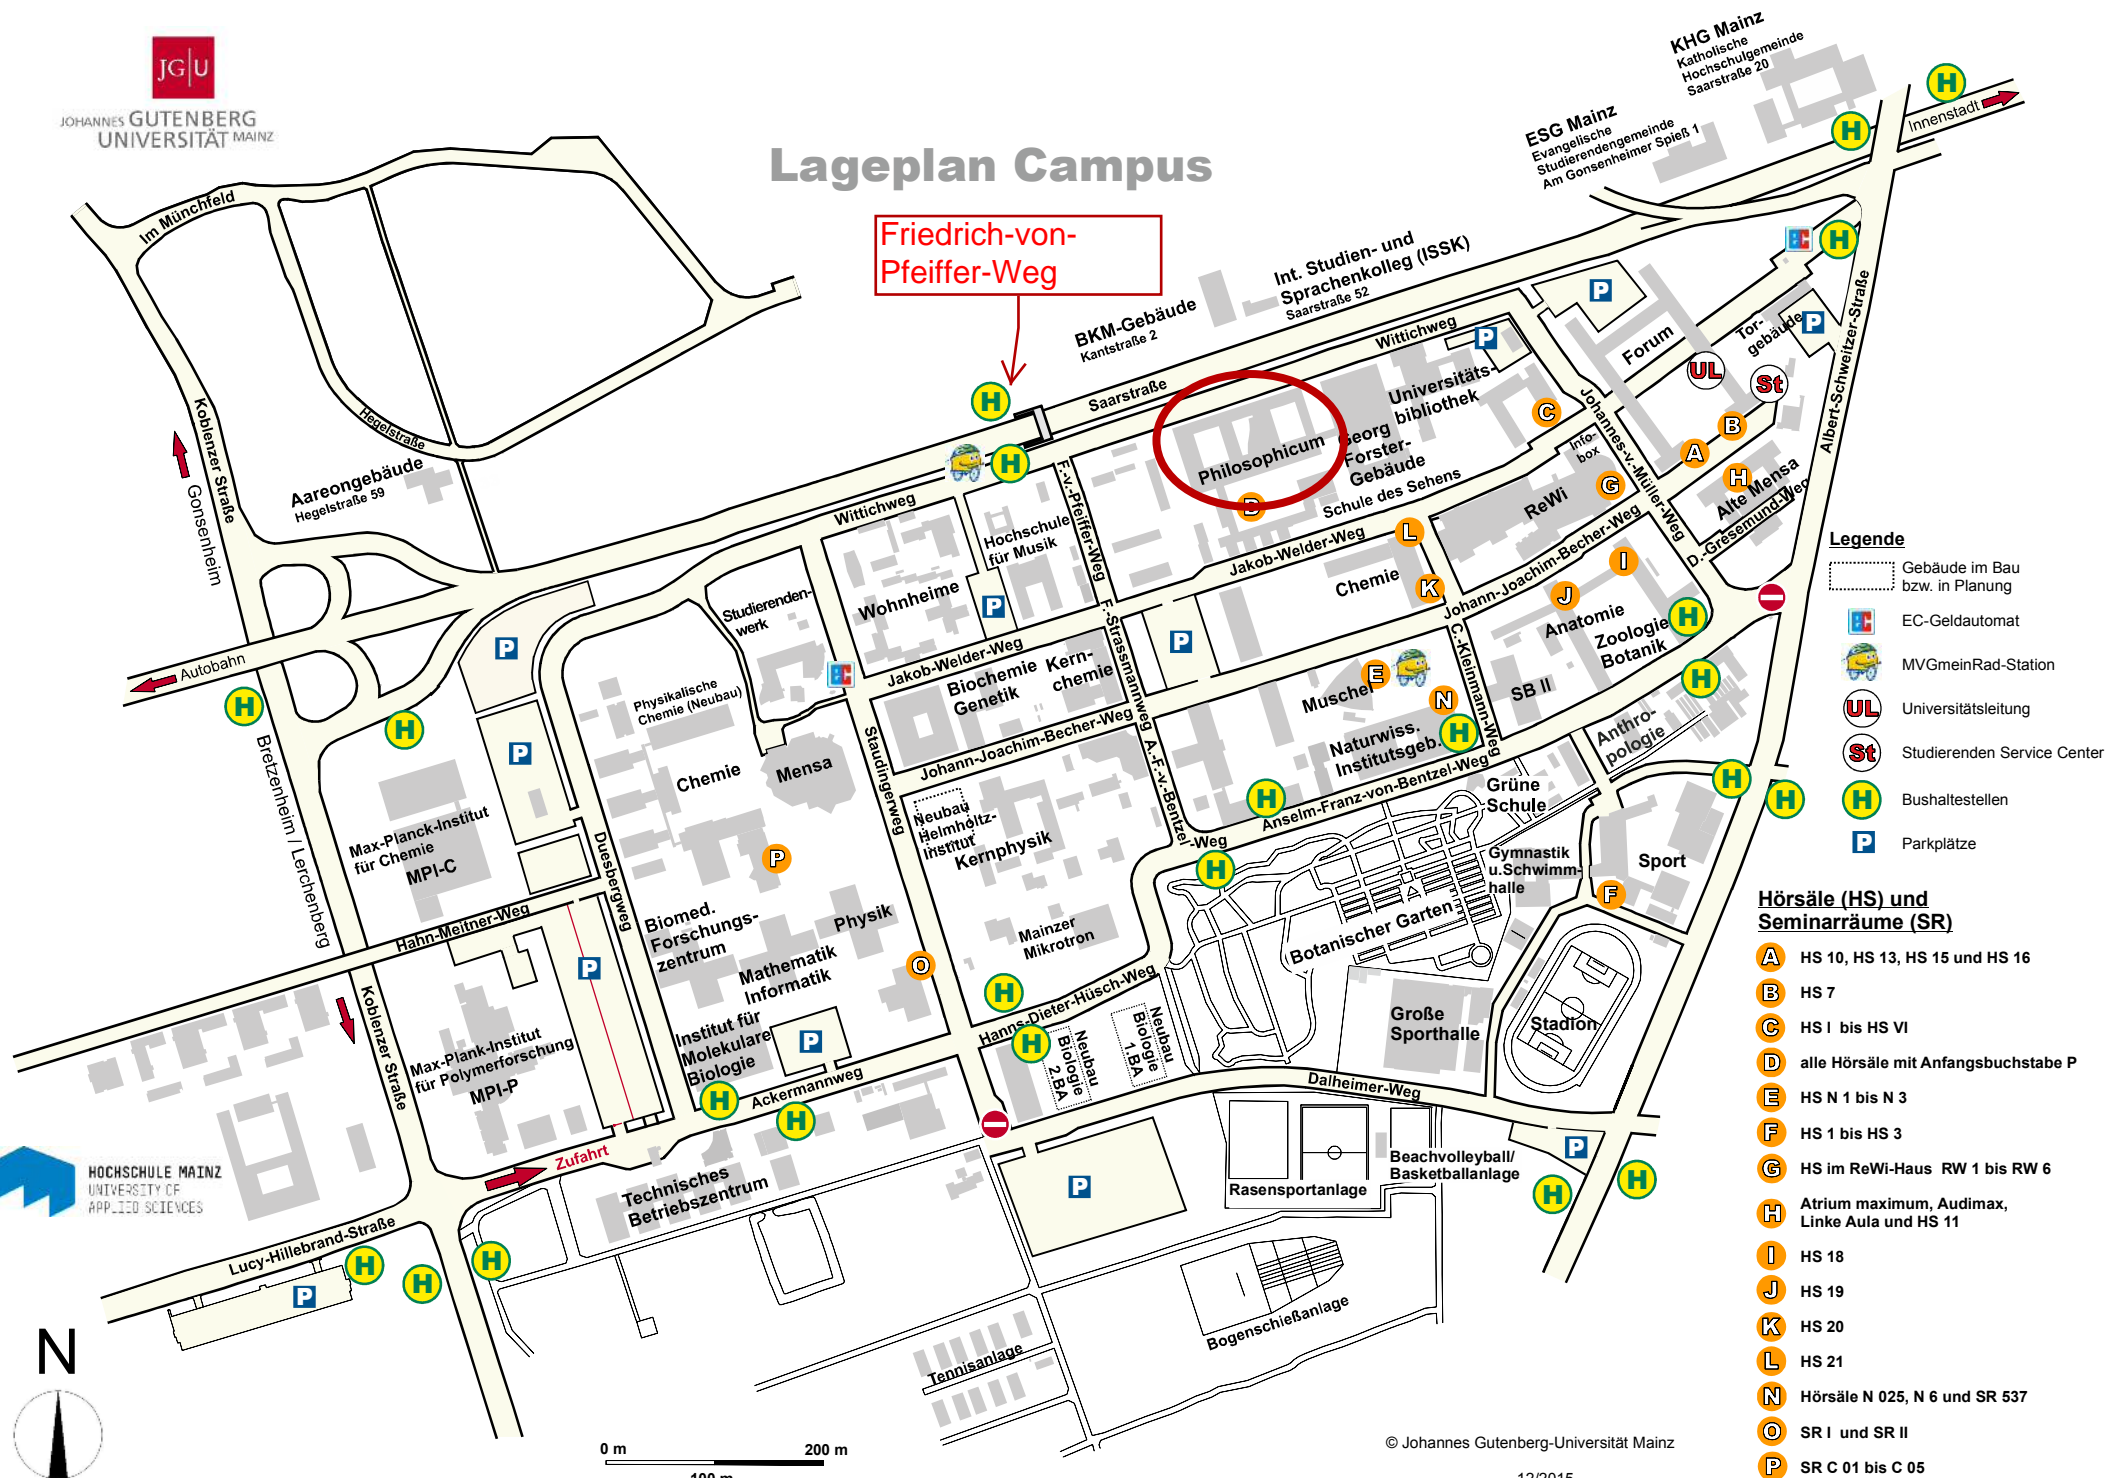 JG|U
JOHANNES GUTENBERG
UNIVERSITÄT MAINZ
Lageplan Campus
Friedrich-von-
Pfeiffer-Weg
KHG Mainz
Katholische
Hochschulgemeinde
Saarstraße 20
ESG Mainz
Evangelische
Studierendengemeinde
Am Gonsenheimer Spieß 1
Innenstadt
Im Münchfeld
Hegelstraße
Koblenzer Straße
Gonsenheim
Aareongebäude
Hegelstraße 59
Autobahn
Bretzenheim / Lerchenberg
BKM-Gebäude
Kantstraße 2
Int. Studien- und
Sprachenkolleg (ISSK)
Saarstraße 52
Saarstraße
Wittichweg
Wittichweg
Philosophicum
Georg
Forster-
Gebäude
Universitäts-
bibliothek
Schule des Sehens
Forum
Tor-
gebäude
Albert-Schweitzer-Straße
Johannes-v.-Müller-Weg
Info-
box
ReWi
Alte Mensa
D.-Gresemund-Weg
Jakob-Welder-Weg
Johann-Joachim-Becher-Weg
Chemie
Anatomie
Zoologie
Botanik
SB II
Anthro-
pologie
C.-Kleinmann-Weg
Muschel
Naturwiss.
Institutsgeb.
Anselm-Franz-von-Bentzel-Weg
F.-v.-Pfeiffer-Weg
Hochschule
für Musik
Wohnheime
Studierenden-
werk
Jakob-Welder-Weg
F.-Strassmannweg
A.-F.-v.-Bentzel
-Weg
Biochemie
Genetik
Kern-
chemie
Johann-Joachim-Becher-Weg
Physikalische
Chemie (Neubau)
Chemie
Mensa
Staudingerweg
Neubau
Helmholtz-
Institut
Kernphysik
Mainzer
Mikrotron
Max-Planck-Institut
für Chemie
MPI-C
Duesbergweg
Hahn-Meitner-Weg
Biomed.
Forschungs-
zentrum
Physik
Mathematik
Informatik
Institut für
Molekulare
Biologie
Ackermannweg
Max-Plank-Institut
für Polymerforschung
MPI-P
Koblenzer Straße
Zufahrt
Technisches
Betriebszentrum
Hanns-Dieter-Hüsch-Weg
Neubau
Biologie
2.BA
Neubau
Biologie
1.BA
Grüne
Schule
Gymnastik
u.Schwimm-
halle
Sport
Botanischer Garten
Große
Sporthalle
Stadion
Dalheimer-Weg
Rasensportanlage
Beachvolleyball/
Basketballanlage
Bogenschießanlage
Tennisanlage
Lucy-Hillebrand-Straße
HOCHSCHULE MAINZ
UNIVERSITY OF
APPLIED SCIENCES
N
0 m 200 m
100 m
© Johannes Gutenberg-Universität Mainz
12/2015
Legende
Gebäude im Bau
bzw. in Planung
EC EC-Geldautomat
MVGmeinRad-Station
UL Universitätsleitung
St Studierenden Service Center
H Bushaltestellen
P Parkplätze
Hörsäle (HS) und
Seminarräume (SR)
A HS 10, HS 13, HS 15 und HS 16
B HS 7
C HS I bis HS VI
D alle Hörsäle mit Anfangsbuchstabe P
E HS N 1 bis N 3
F HS 1 bis HS 3
G HS im ReWi-Haus RW 1 bis RW 6
H Atrium maximum, Audimax,
Linke Aula und HS 11
I HS 18
J HS 19
K HS 20
L HS 21
N Hörsäle N 025, N 6 und SR 537
O SR I und SR II
P SR C 01 bis C 05